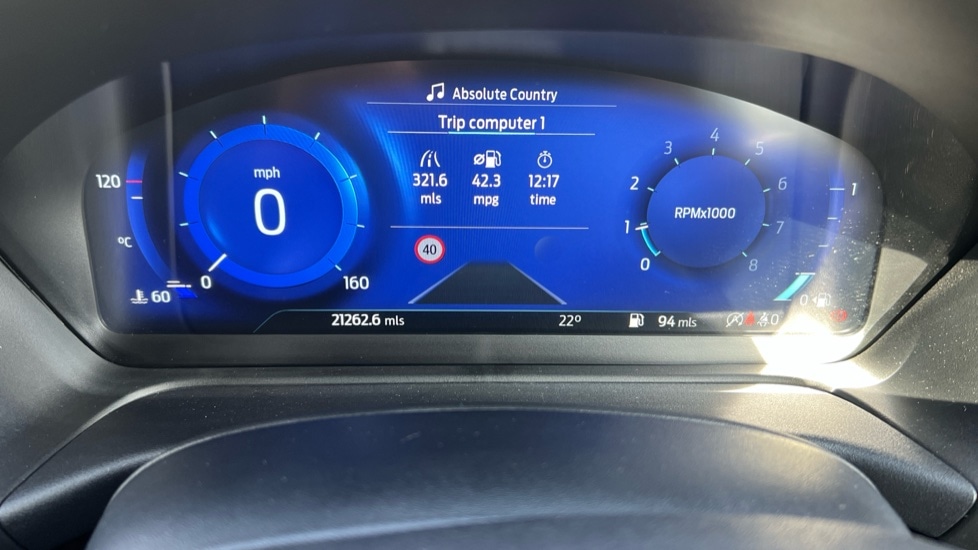 Absolute Country
Trip computer 1
321.6 42.3 12:17
mls mpg time
40
mph
0
0 160
120
°C
60
RPMx1000
0 1 2 3 4 5 6 7 8
1
0
21262.6 mls 22° 94 mls 0